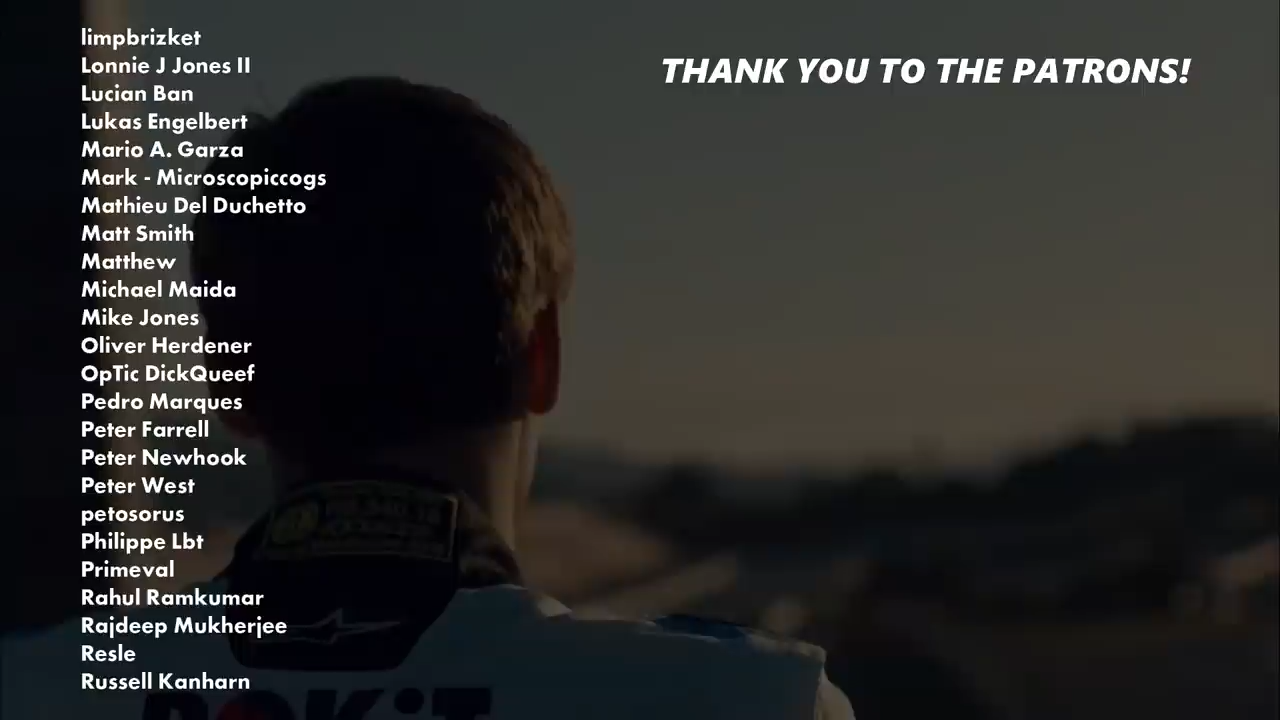 limpbrizket
Lonnie J Jones II
Lucian Ban
Lukas Engelbert
Mario A. Garza
Mark - Microscopiccogs
Mathieu Del Duchetto
Matt Smith
Matthew
Michael Maida
Mike Jones
Oliver Herdener
OpTic DickQueef
Pedro Marques
Peter Farrell
Peter Newhook
Peter West
petosorus
Philippe Lbt
Primeval
Rahul Ramkumar
Rajdeep Mukherjee
Resle
Russell Kanharn
THANK YOU TO THE PATRONS!
ROKiT